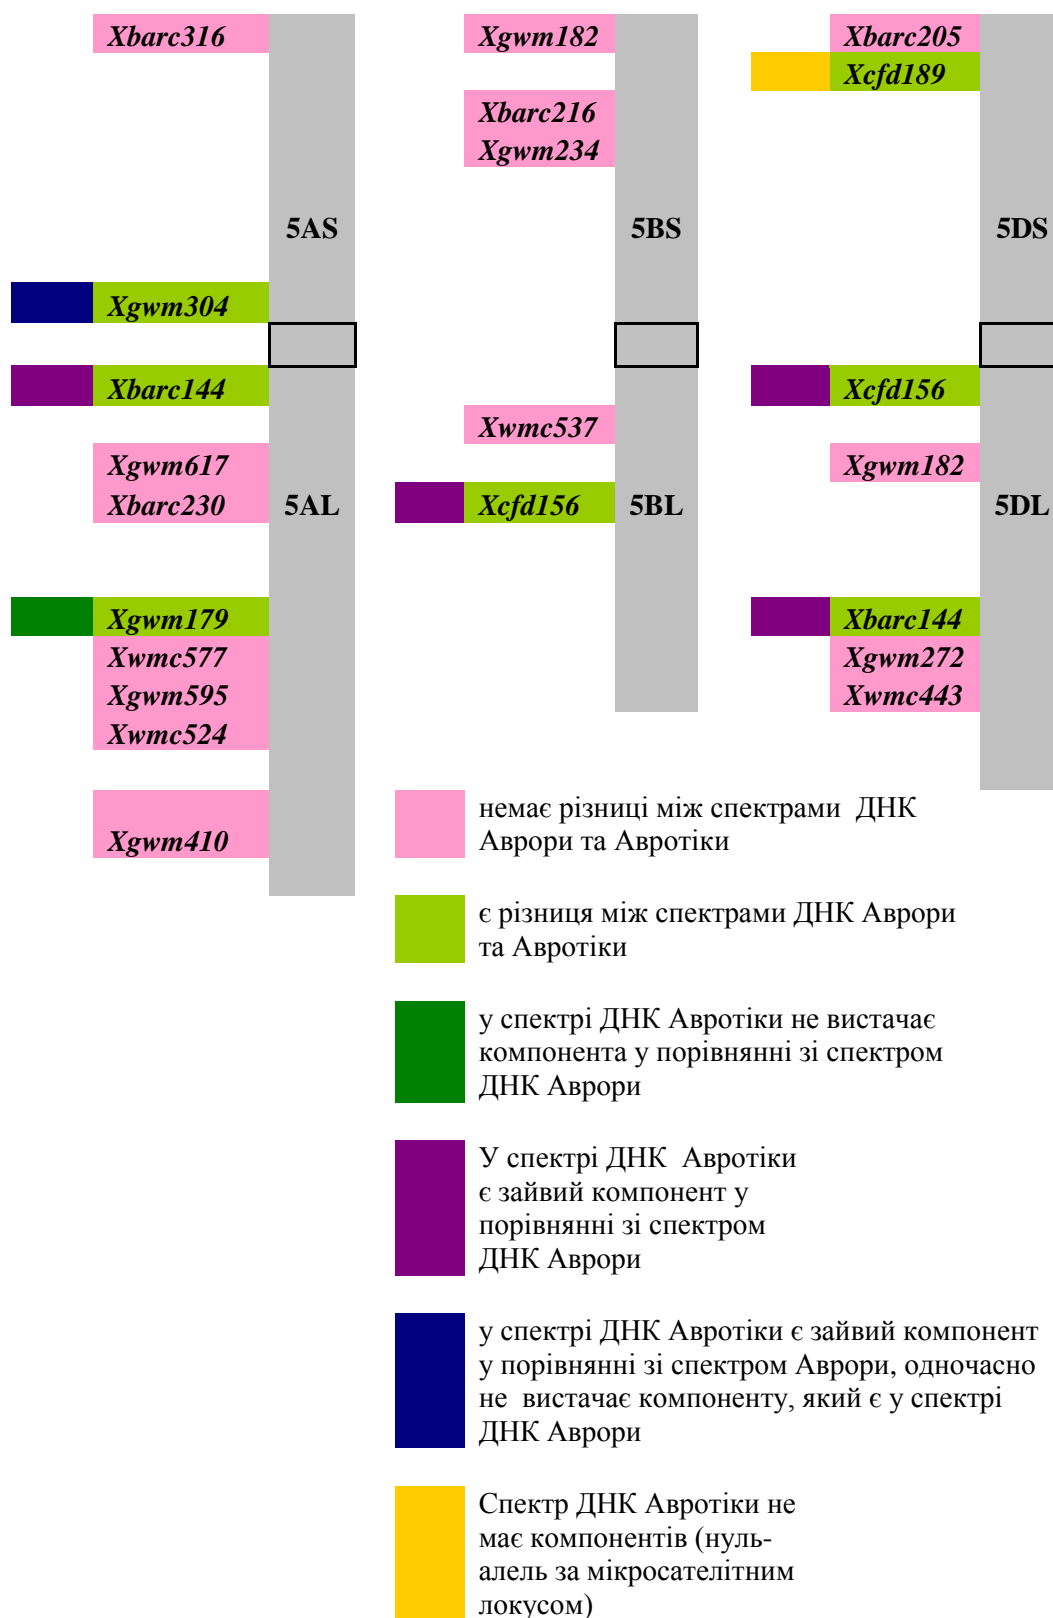 Xbarc316
Xgwm304
Xbarc144
Xgwm617
Xbarc230
Xgwm179
Xwmc577
Xgwm595
Xwmc524
Xgwm410
5AS
5AL
Xgwm182
Xbarc216
Xgwm234
Xwmc537
Xcfd156
5BS
5BL
Xbarc205
Xcfd189
Xcfd156
Xgwm182
Xbarc144
Xgwm272
Xwmc443
5DS
5DL
немає різниці між спектрами ДНК
Аврори та Авротіки
є різниця між спектрами ДНК Аврори
та Авротіки
у спектрі ДНК Авротіки не вистачає
компонента у порівнянні зі спектром
ДНК Аврори
У спектрі ДНК Авротіки
є зайвий компонент у
порівнянні зі спектром
ДНК Аврори
у спектрі ДНК Авротіки є зайвий компонент
у порівнянні зі спектром Аврори, одночасно
не вистачає компоненту, який є у спектрі
ДНК Аврори
Спектр ДНК Авротіки не
має компонентів (нуль-
алель за мікросателітним
локусом)